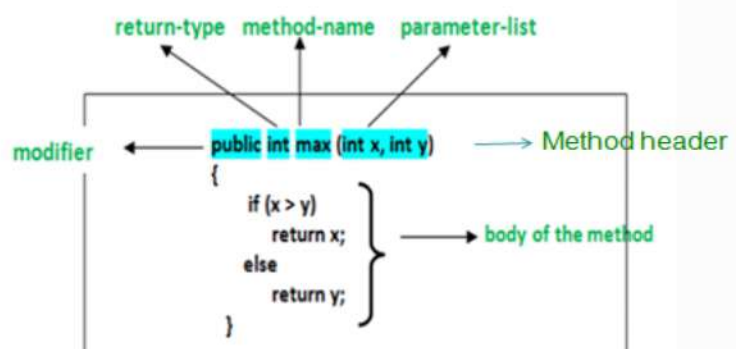 return-type method-name parameter-list
modifier public int max (int x, int y) Method header
{
if (x > y)
return x;
else
return y;
}
body of the method